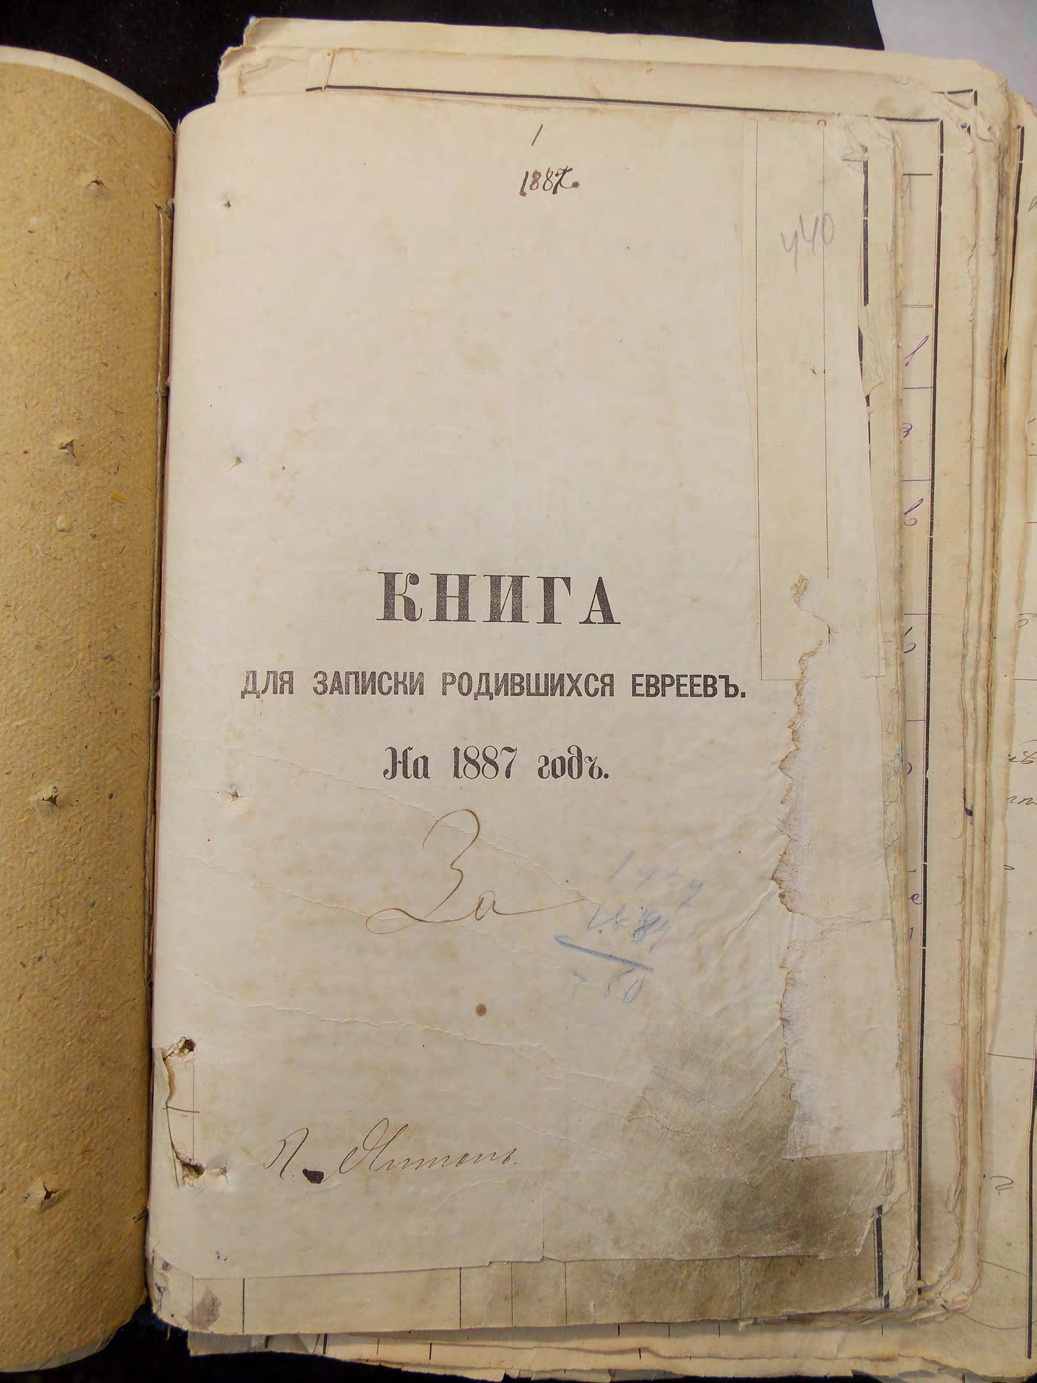 1
1887.
440
КНИГА
ДЛЯ ЗАПИСКИ РОДИВШИХСЯ ЕВРЕЕВЪ.
На 1887 годъ.
За